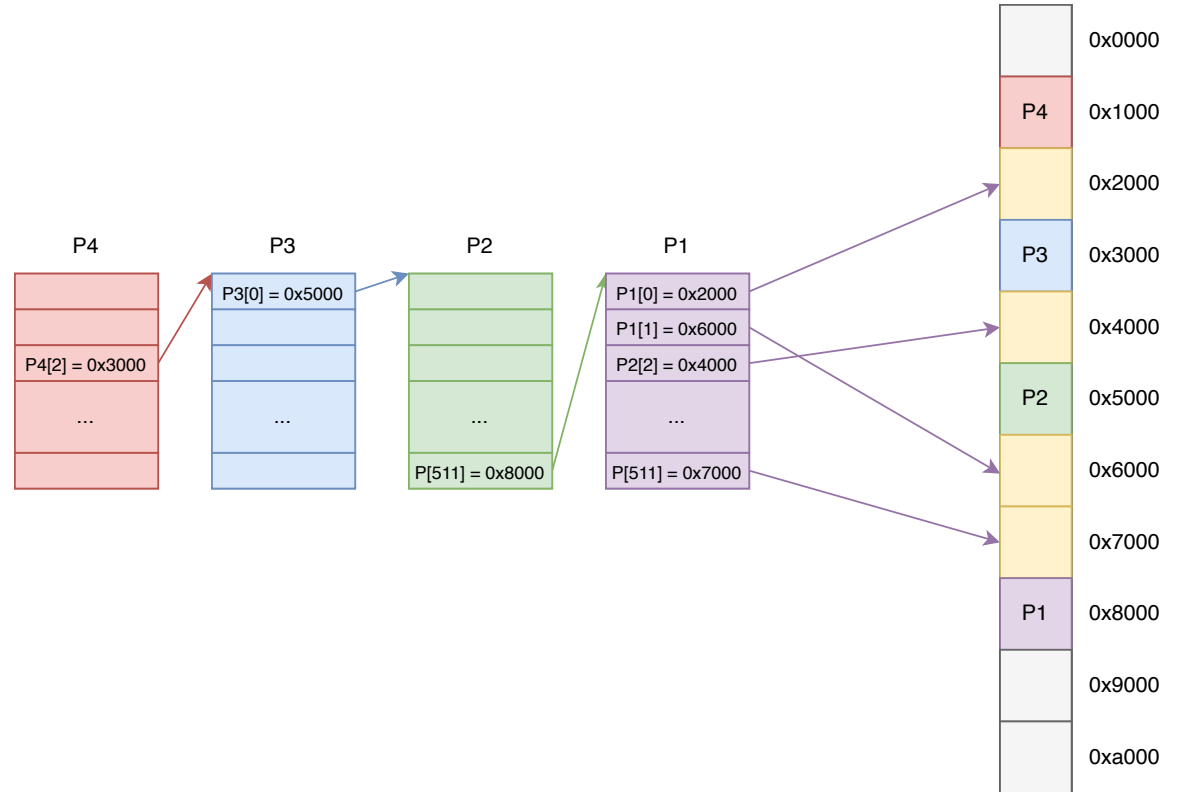 P4
P3
P2
P1
P3[0] = 0x5000
P1[0] = 0x2000
P1[1] = 0x6000
P4[2] = 0x3000
P2[2] = 0x4000
...
...
...
...
P[511] = 0x8000
P[511] = 0x7000
0x0000
P4
0x1000
0x2000
P3
0x3000
0x4000
P2
0x5000
0x6000
0x7000
P1
0x8000
0x9000
0xa000